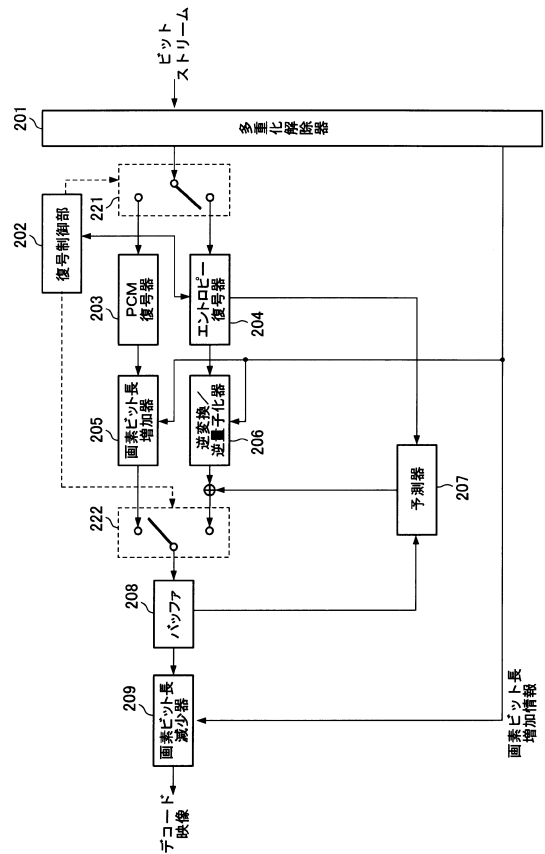 ビット
ストリーム
201
多重化解除器
202
復号制御部
221
203
PCM
復号器
エントロピー
復号器
204
205
画素ビット長
増加器
逆変換／
逆量子化器
206
予測器
207
222
208
バッファ
209
画素ビット長
減少器
デコード
映像
画素ビット長
増加情報